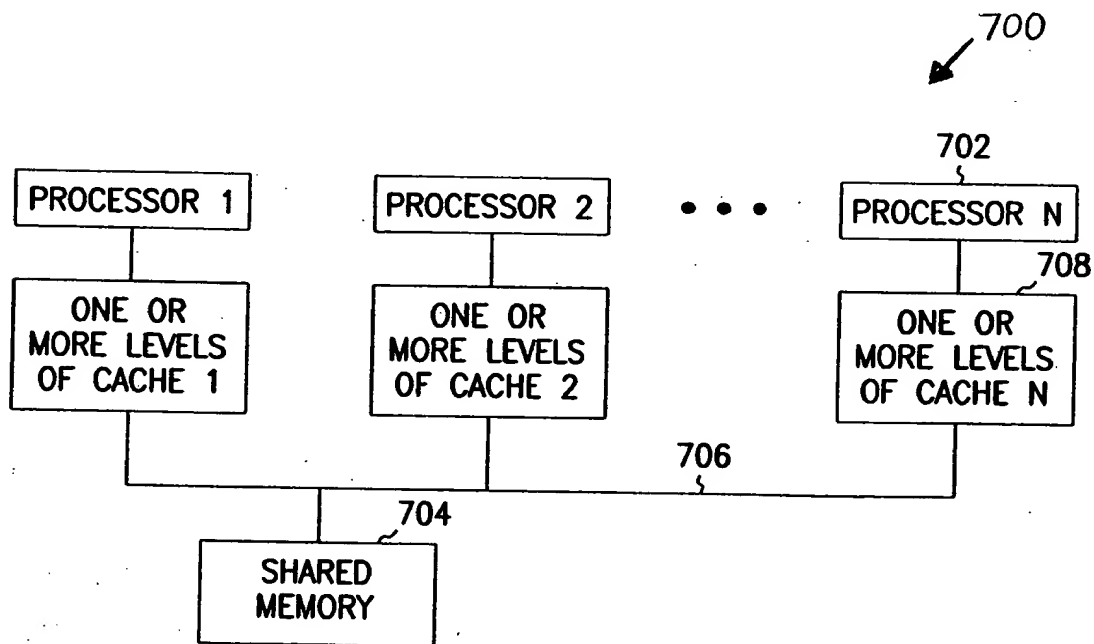 700
702
PROCESSOR 1
PROCESSOR 2
• • •
PROCESSOR N
708
ONE OR
MORE LEVELS
OF CACHE 1
ONE OR
MORE LEVELS
OF CACHE 2
ONE OR
MORE LEVELS
OF CACHE N
706
704
SHARED
MEMORY